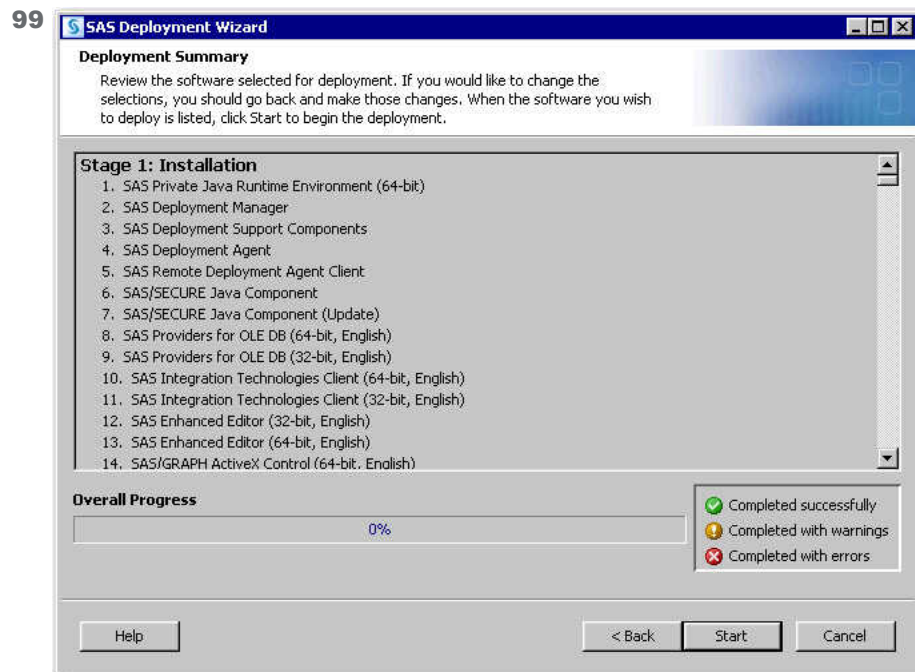 99
SAS Deployment Wizard
Deployment Summary
Review the software selected for deployment. If you would like to change the
selections, you should go back and make those changes. When the software you wish
to deploy is listed, click Start to begin the deployment.
Stage 1: Installation
1. SAS Private Java Runtime Environment (64-bit)
2. SAS Deployment Manager
3. SAS Deployment Support Components
4. SAS Deployment Agent
5. SAS Remote Deployment Agent Client
6. SAS/SECURE Java Component
7. SAS/SECURE Java Component (Update)
8. SAS Providers for OLE DB (64-bit, English)
9. SAS Providers for OLE DB (32-bit, English)
10. SAS Integration Technologies Client (64-bit, English)
11. SAS Integration Technologies Client (32-bit, English)
12. SAS Enhanced Editor (32-bit, English)
13. SAS Enhanced Editor (64-bit, English)
14. SAS/GRAPH ActiveX Control (64-bit, English)
Overall Progress
0%
Completed successfully
Completed with warnings
Completed with errors
Help
< Back
Start
Cancel